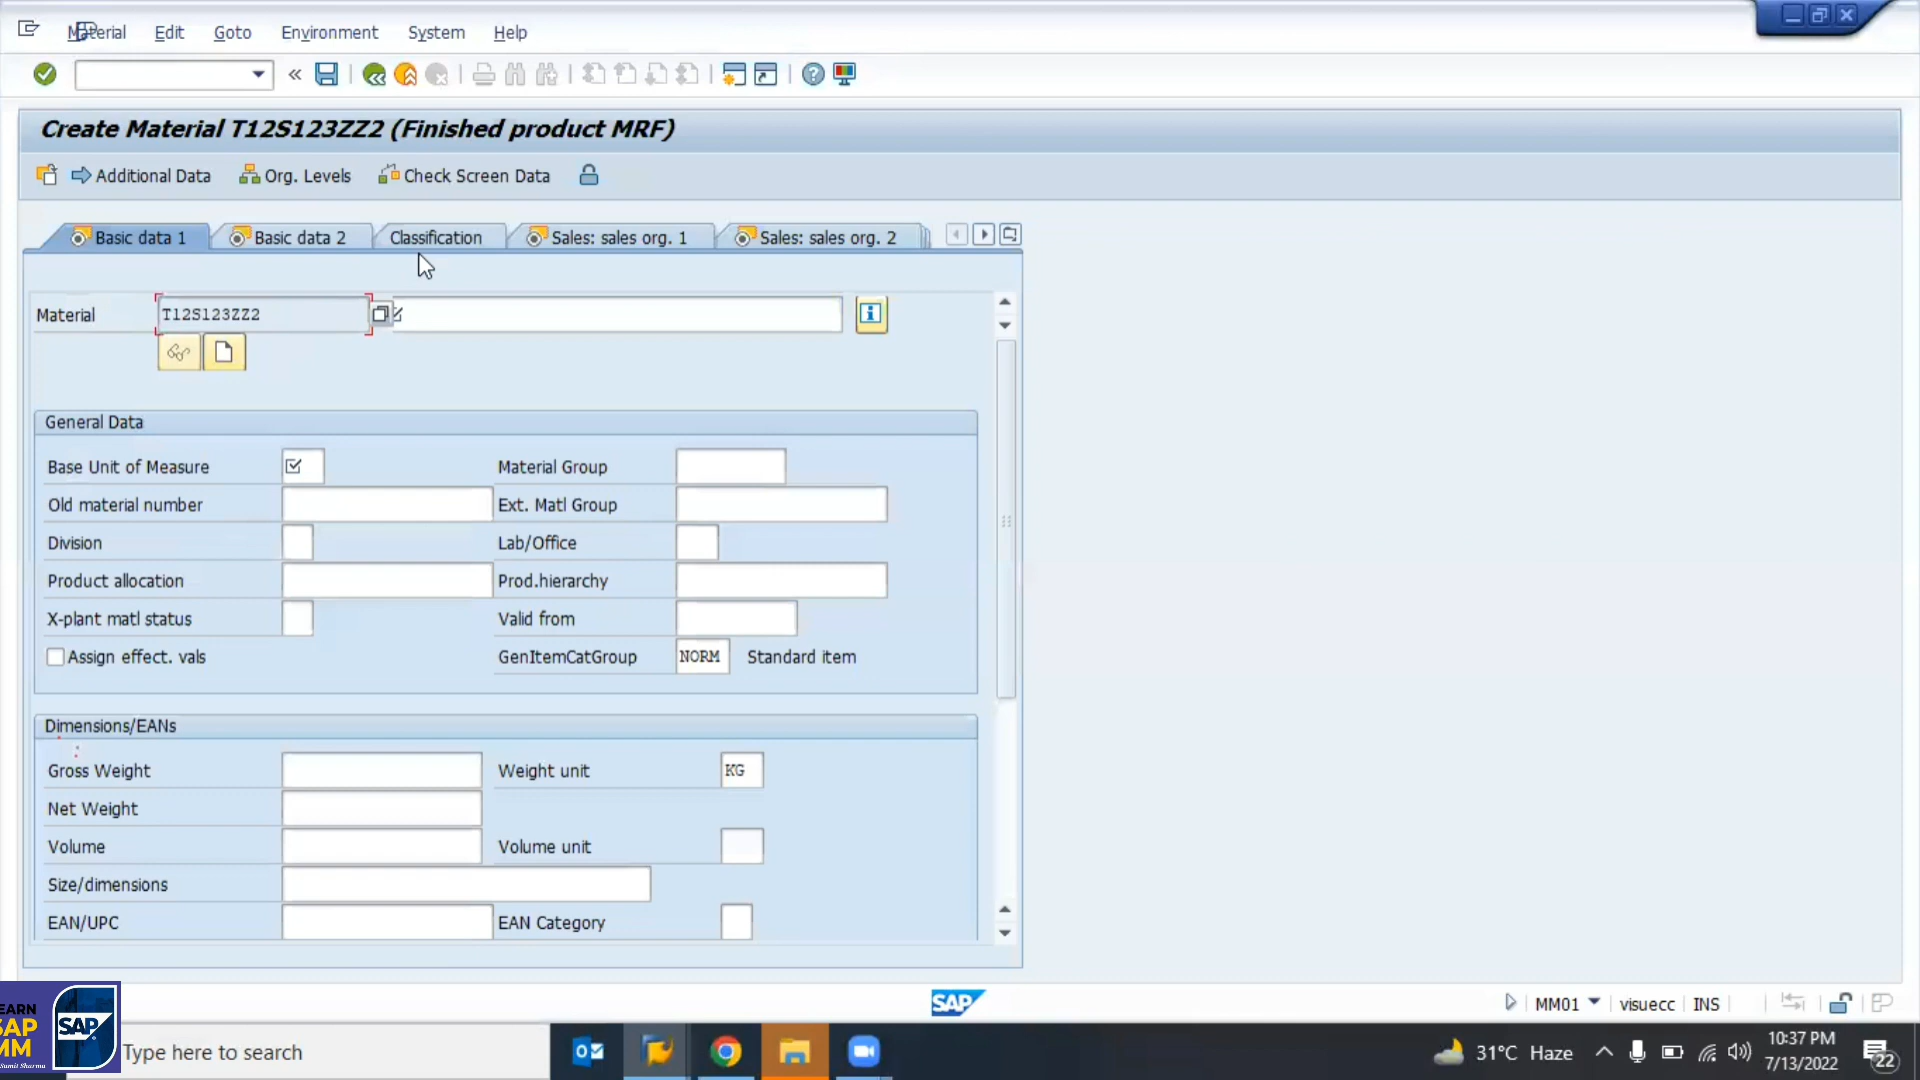 Material Edit Goto Environment System Help
Create Material T12S123ZZ2 (Finished product MRF)
Additional Data Org. Levels Check Screen Data
Basic data 1 Basic data 2 Classification Sales: sales org. 1 Sales: sales org. 2
Material T12S123ZZ2
General Data
Base Unit of Measure Material Group
Old material number Ext. Matl Group
Division Lab/Office
Product allocation Prod.hierarchy
X-plant matl status Valid from
Assign effect. vals GenItemCatGroup NORM Standard item
Dimensions/EANs
Gross Weight Weight unit KG
Net Weight
Volume Volume unit
Size/dimensions
EAN/UPC EAN Category
SAP MM01 visuecc INS
EARN
SAP
MM
Sumit Sharma
SAP
Type here to search
31°C Haze
10:37 PM
7/13/2022
22